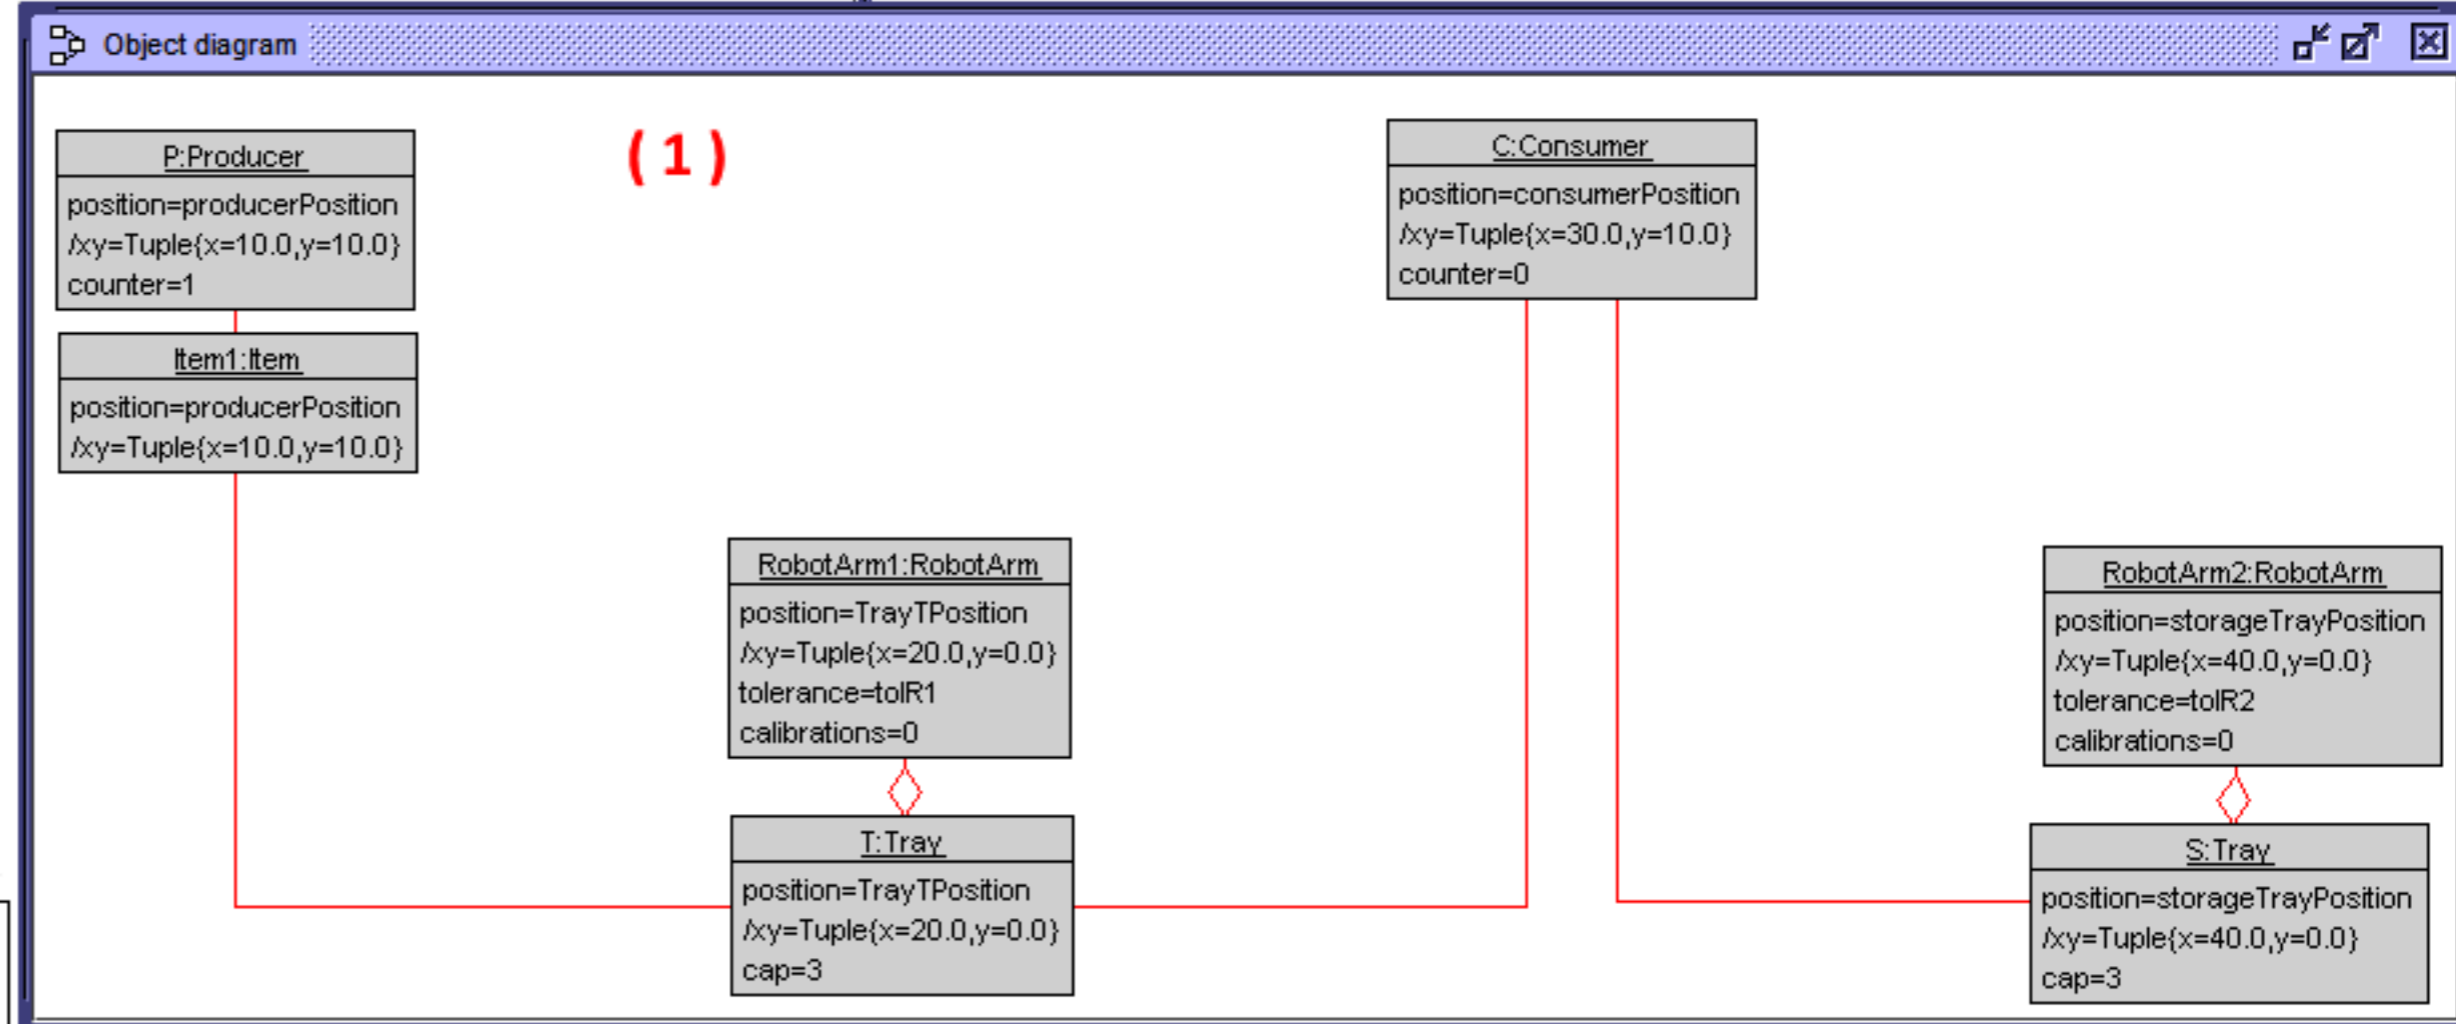 Object diagram
( 1 )
P:Producer
position=producerPosition
/xy=Tuple{x=10.0,y=10.0}
counter=1
Item1:Item
position=producerPosition
/xy=Tuple{x=10.0,y=10.0}
C:Consumer
position=consumerPosition
/xy=Tuple{x=30.0,y=10.0}
counter=0
RobotArm1:RobotArm
position=TrayTPosition
/xy=Tuple{x=20.0,y=0.0}
tolerance=tolR1
calibrations=0
T:Tray
position=TrayTPosition
/xy=Tuple{x=20.0,y=0.0}
cap=3
RobotArm2:RobotArm
position=storageTrayPosition
/xy=Tuple{x=40.0,y=0.0}
tolerance=tolR2
calibrations=0
S:Tray
position=storageTrayPosition
/xy=Tuple{x=40.0,y=0.0}
cap=3